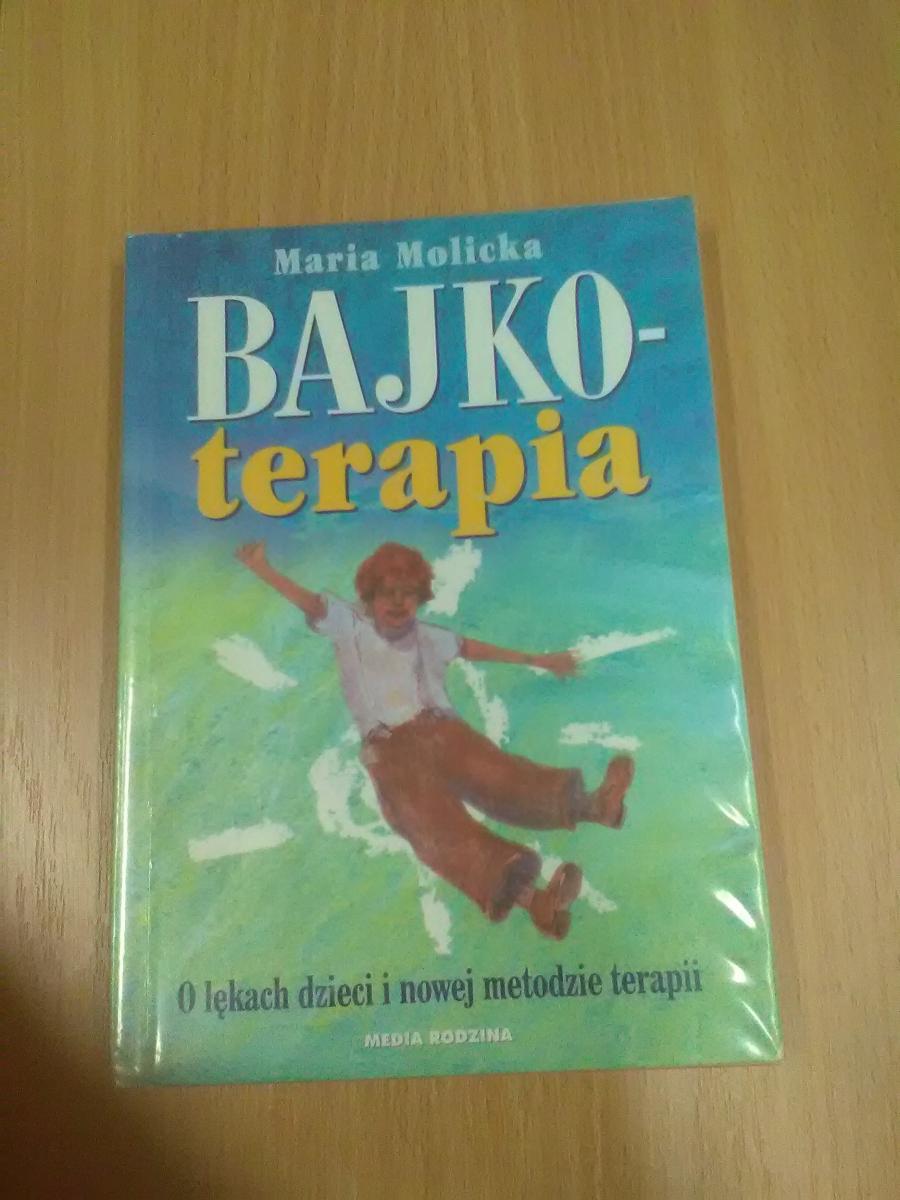 Maria Molicka
BAJKO-
terapia
O lękach dzieci i nowej metodzie terapii
MEDIA RODZINA